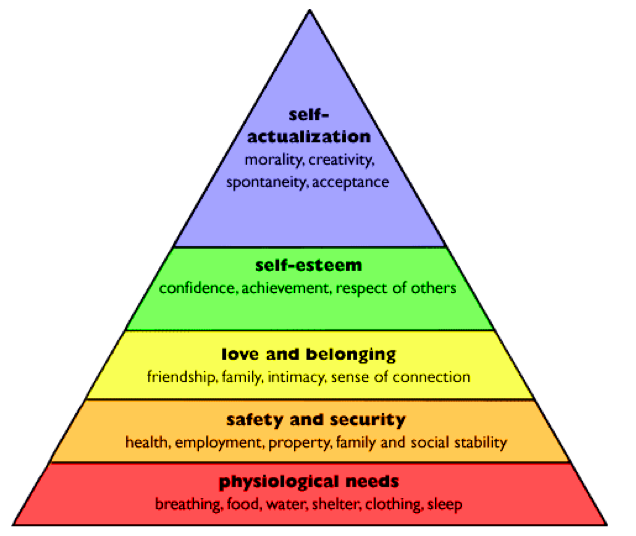 self-
actualization
morality, creativity,
spontaneity, acceptance
self-esteem
confidence, achievement, respect of others
love and belonging
friendship, family, intimacy, sense of connection
safety and security
health, employment, property, family and social stability
physiological needs
breathing, food, water, shelter, clothing, sleep